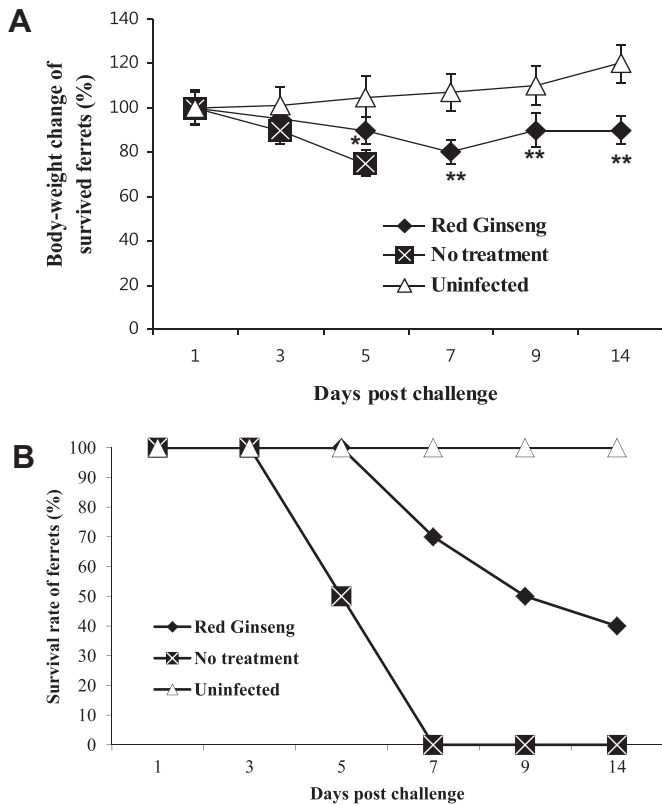 A
Body-weight change of
survived ferrets (%)
140
120
100
80
60
40
20
0
*
**
**
**
Red Ginseng
No treatment
Uninfected
1 3 5 7 9 14
Days post challenge
B
Survival rate of ferrets (%)
100
90
80
70
60
50
40
30
20
10
0
Red Ginseng
No treatment
Uninfected
1 3 5 7 9 14
Days post challenge